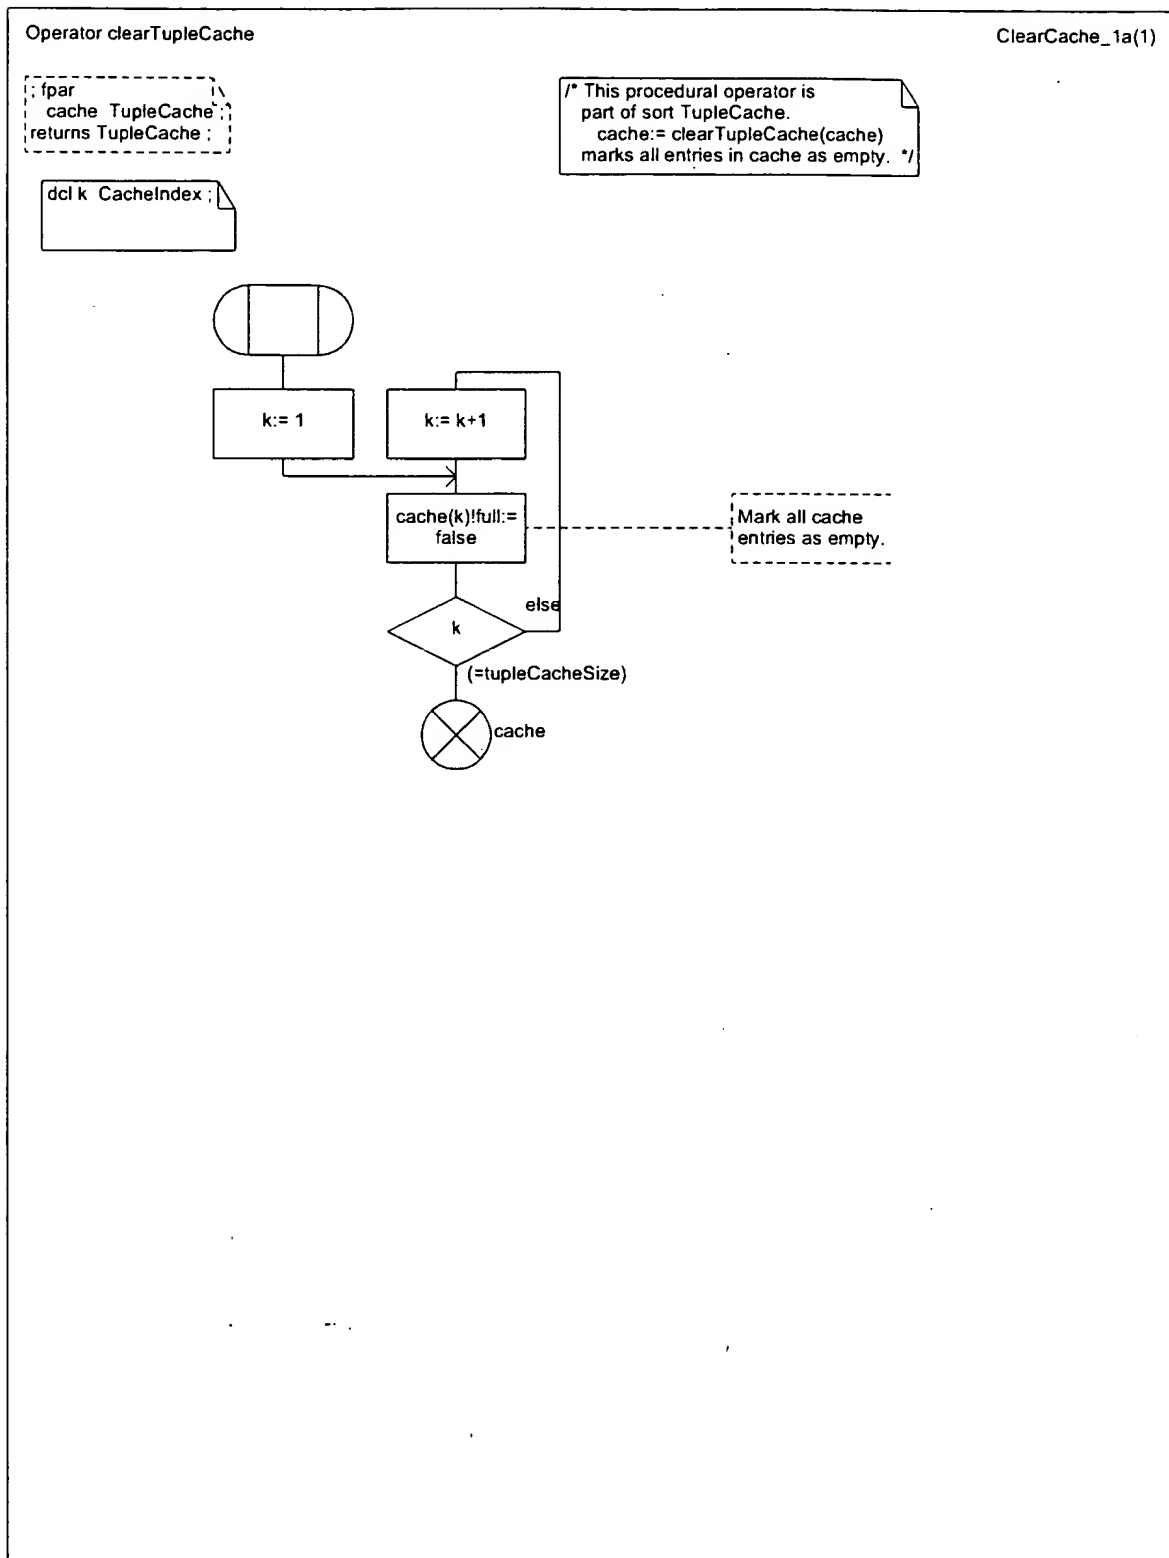 Operator clearTupleCache
ClearCache_1a(1)
; fpar
cache TupleCache ;
returns TupleCache ;
/* This procedural operator is
part of sort TupleCache.
cache:= clearTupleCache(cache)
marks all entries in cache as empty. */
dcl k CacheIndex ;
k:= 1
k:= k+1
cache(k)!full:=
false
Mark all cache
entries as empty.
else
k
(=tupleCacheSize)
cache